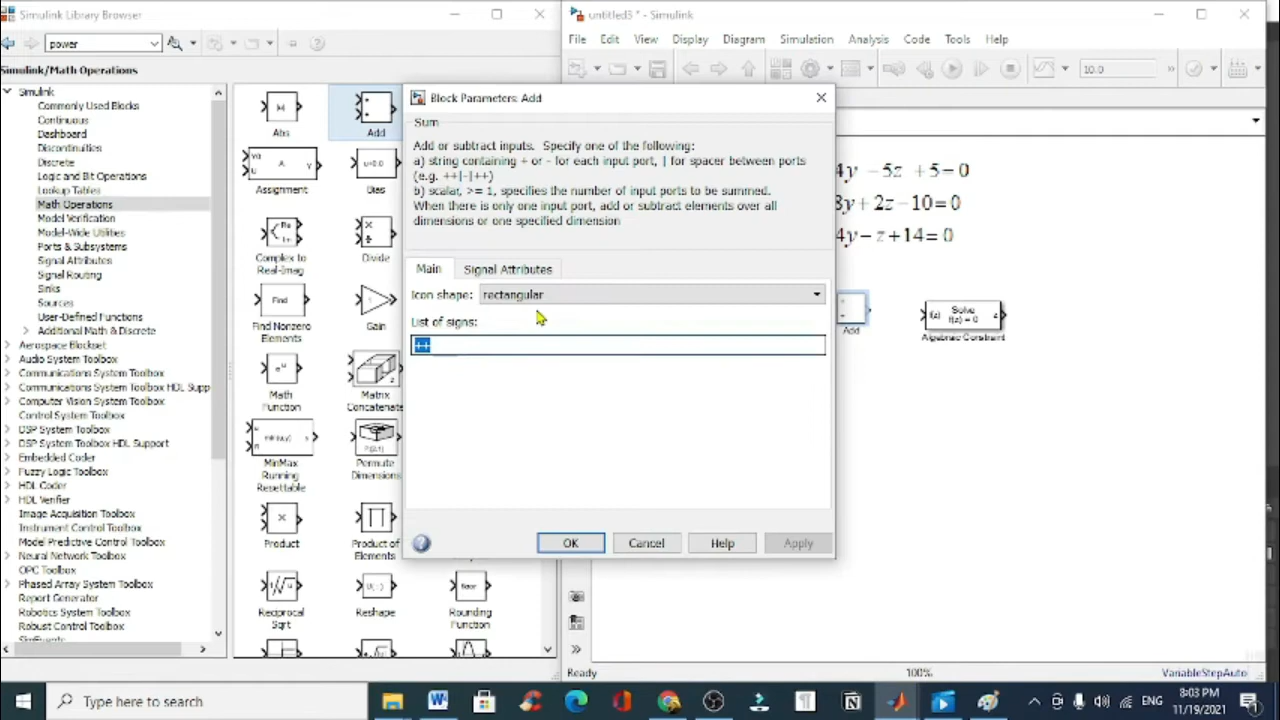 Simulink Library Browser
untitled3 * - Simulink
power
File Edit View Display Diagram Simulation Analysis Code Tools Help
10.0
Simulink/Math Operations
Simulink
Commonly Used Blocks
Continuous
Dashboard
Discontinuities
Discrete
Logic and Bit Operations
Lookup Tables
Math Operations
Model Verification
Model-Wide Utilities
Ports & Subsystems
Signal Attributes
Signal Routing
Sinks
Sources
User-Defined Functions
Additional Math & Discrete
Aerospace Blockset
Audio System Toolbox
Communications System Toolbox
Communications System Toolbox HDL Supp
Computer Vision System Toolbox
Control System Toolbox
DSP System Toolbox
DSP System Toolbox HDL Support
Embedded Coder
Fuzzy Logic Toolbox
HDL Coder
HDL Verifier
Image Acquisition Toolbox
Instrument Control Toolbox
Model Predictive Control Toolbox
Neural Network Toolbox
OPC Toolbox
Phased Array System Toolbox
Report Generator
Robotics System Toolbox
Robust Control Toolbox
SimEvents
Abs
Add
Assignment
Bias
Complex to
Real-Imag
Divide
Find
Find Nonzero
Elements
Gain
Math
Function
Matrix
Concatenate
MinMax
Running
Resettable
Permute
Dimensions
Product
Product of
Elements
Reciprocal
Sqrt
Reshape
Rounding
Function
Block Parameters: Add
Sum
Add or subtract inputs. Specify one of the following:
a) string containing + or - for each input port, | for spacer between ports
(e.g. ++|-|++)
b) scalar, >= 1, specifies the number of input ports to be summed.
When there is only one input port, add or subtract elements over all
dimensions or one specified dimension
Main Signal Attributes
Icon shape: rectangular
List of signs:
++
OK Cancel Help Apply
4y − 5z + 5 = 0
3y + 2z − 10 = 0
4y − z + 14 = 0
Add
Solve
f(z) = 0
f(z)
z
Algebraic Constraint
Ready 100% VariableStepAuto
Type here to search
ENG
8:03 PM
11/19/2021